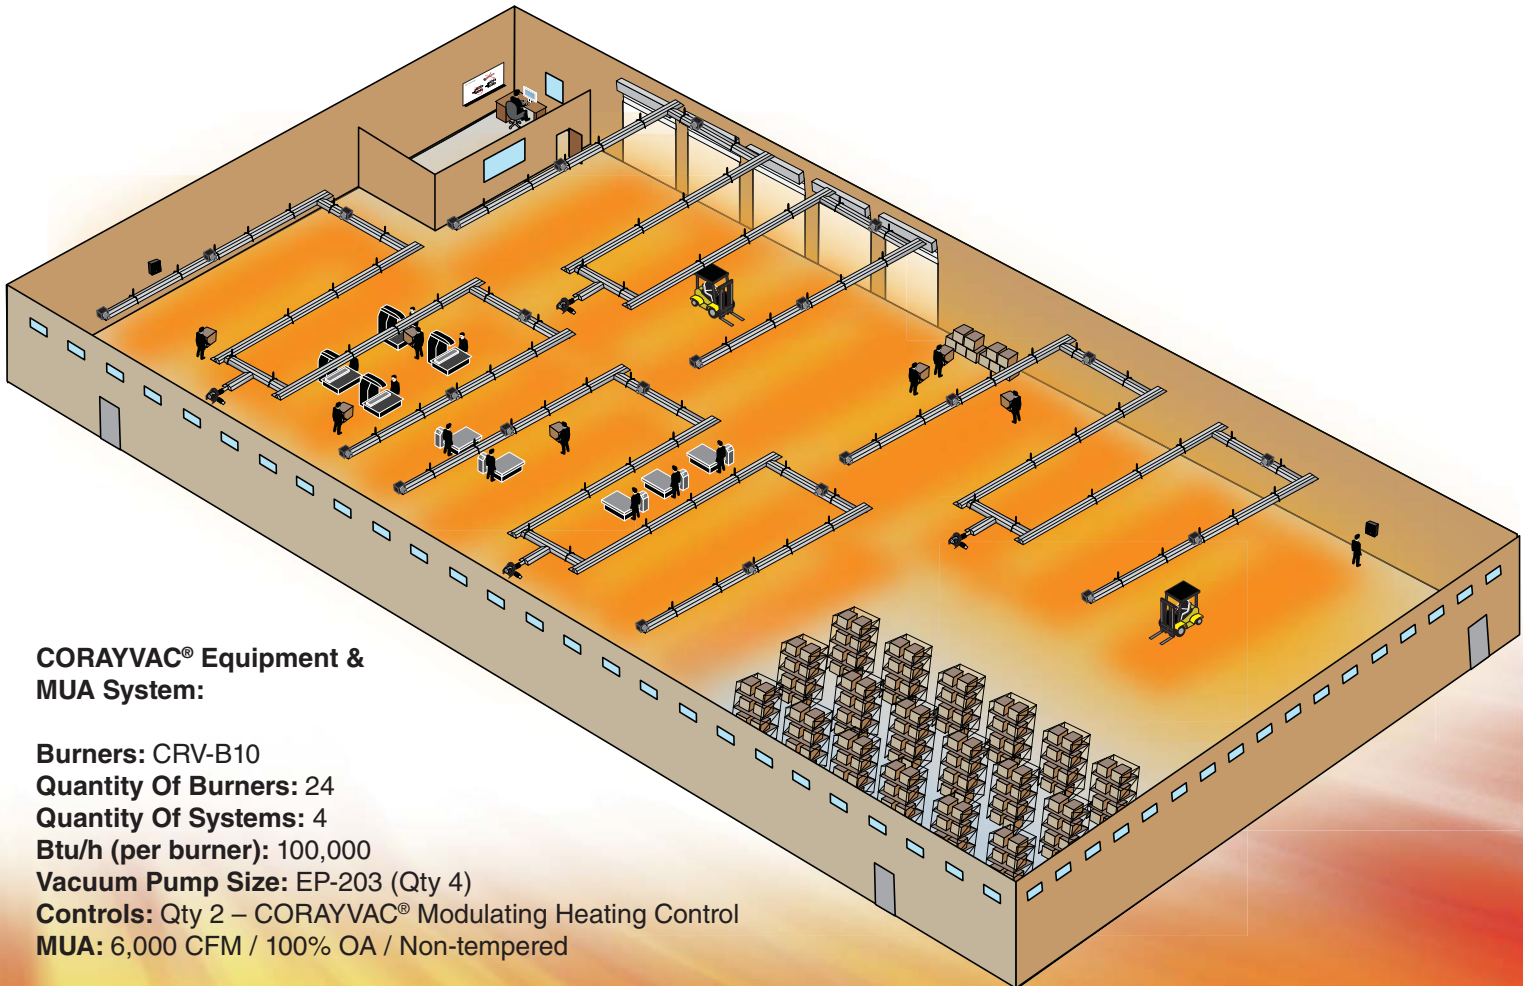 CORAYVAC® Equipment &
MUA System:
Burners: CRV-B10
Quantity Of Burners: 24
Quantity Of Systems: 4
Btu/h (per burner): 100,000
Vacuum Pump Size: EP-203 (Qty 4)
Controls: Qty 2 – CORAYVAC® Modulating Heating Control
MUA: 6,000 CFM / 100% OA / Non-tempered